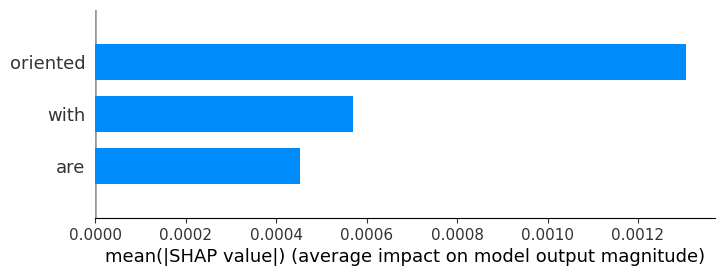 oriented
with
are
0.0000 0.0002 0.0004 0.0006 0.0008 0.0010 0.0012
mean(|SHAP value|) (average impact on model output magnitude)